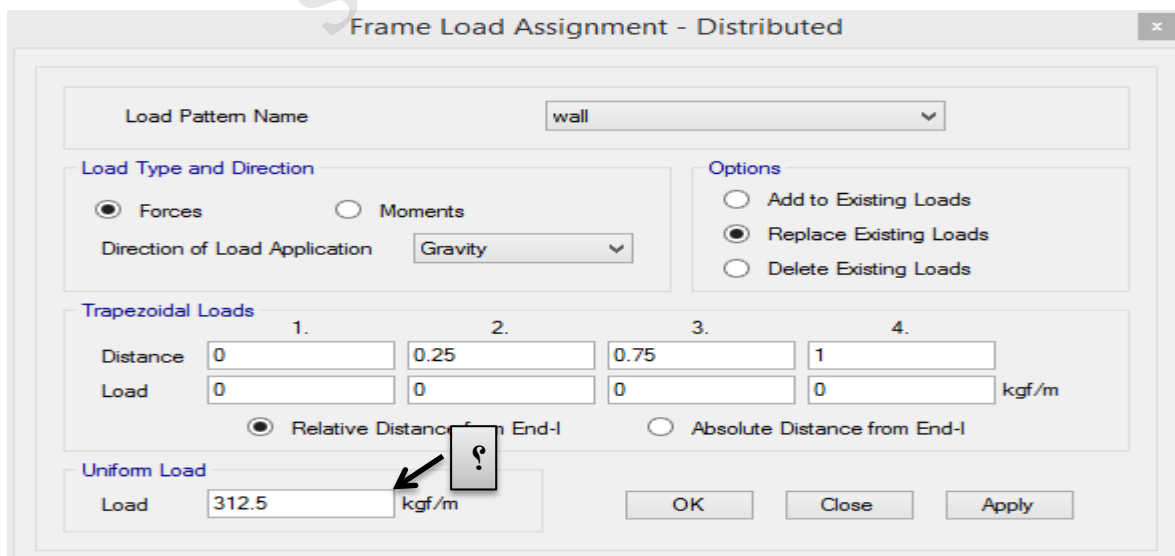 Frame Load Assignment - Distributed
x
Load Pattern Name wall
Load Type and Direction
Forces Moments
Direction of Load Application Gravity
Options
Add to Existing Loads
Replace Existing Loads
Delete Existing Loads
Trapezoidal Loads
1. 2. 3. 4.
Distance 0 0.25 0.75 1
Load 0 0 0 0 kgf/m
Relative Distance from End-I Absolute Distance from End-I
؟
Uniform Load
Load 312.5 kgf/m
OK Close Apply